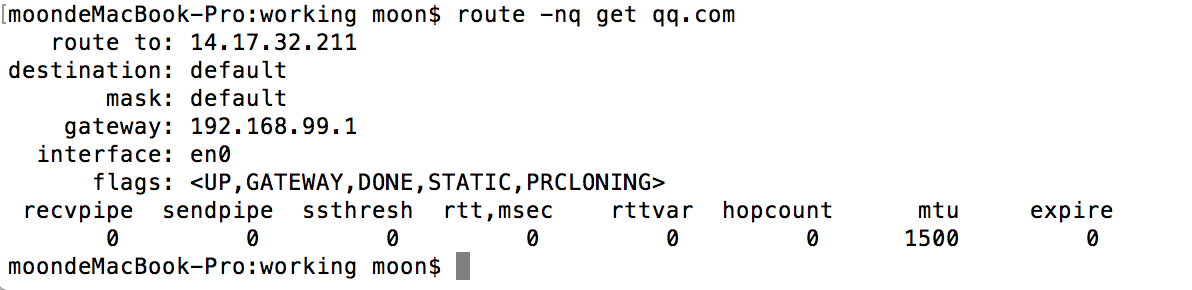 [moondeMacBook-Pro:working moon$ route -nq get qq.com
route to: 14.17.32.211
destination: default
mask: default
gateway: 192.168.99.1
interface: en0
flags: <UP,GATEWAY,DONE,STATIC,PRCLONING>
recvpipe sendpipe ssthresh rtt,msec rttvar hopcount mtu expire
0 0 0 0 0 0 1500 0
moondeMacBook-Pro:working moon$